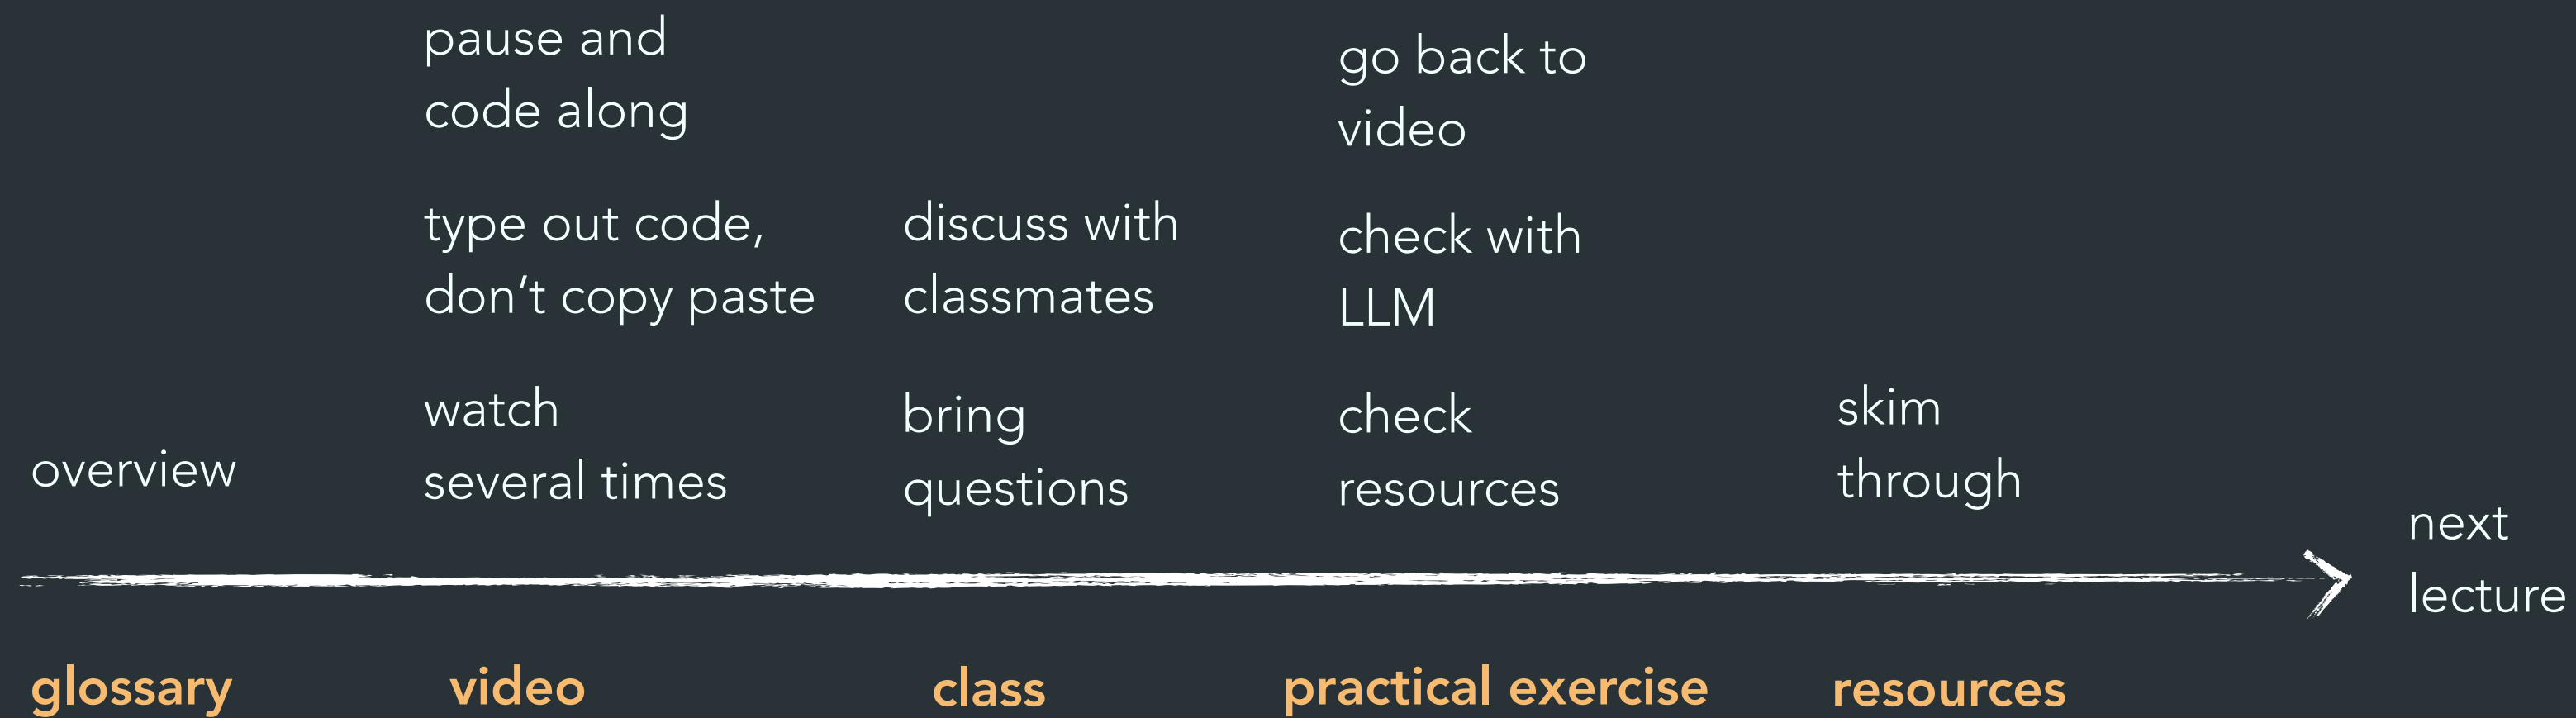 pause and
code along
go back to
video
type out code,
don’t copy paste
discuss with
classmates
check with
LLM
overview
watch
several times
bring
questions
check
resources
skim
through
next
lecture
glossary
video
class
practical exercise
resources